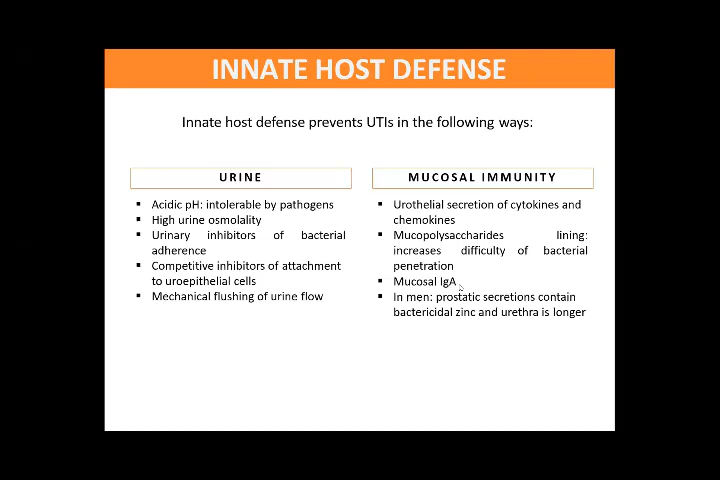 INNATE HOST DEFENSE
Innate host defense prevents UTIs in the following ways:
URINE
▪ Acidic pH: intolerable by pathogens
▪ High urine osmolality
▪ Urinary inhibitors of bacterial
adherence
▪ Competitive inhibitors of attachment
to uroepithelial cells
▪ Mechanical flushing of urine flow
MUCOSAL IMMUNITY
▪ Urothelial secretion of cytokines and
chemokines
▪ Mucopolysaccharides lining:
increases difficulty of bacterial
penetration
▪ Mucosal IgA
▪ In men: prostatic secretions contain
bactericidal zinc and urethra is longer